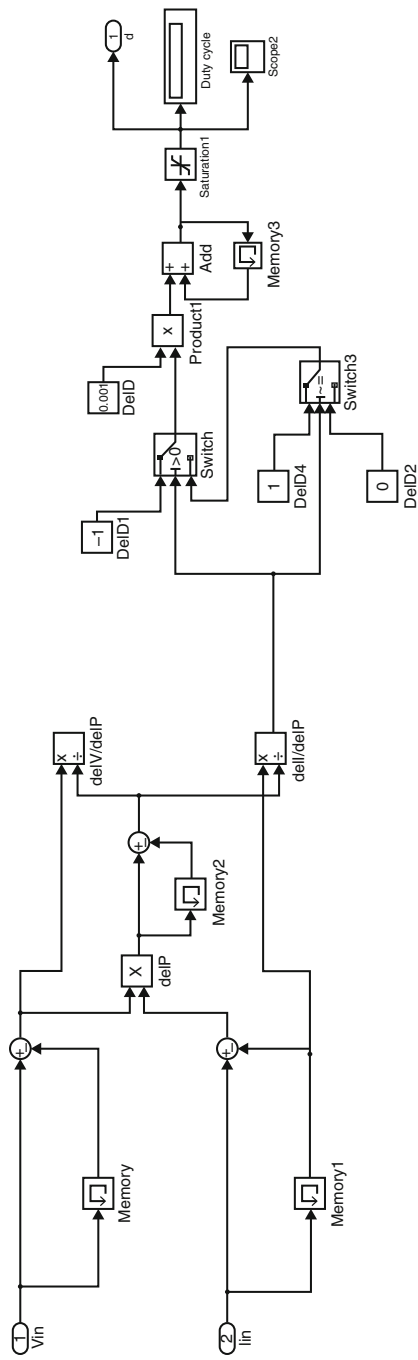 1
Vin
Memory
+
–
2
Iin
Memory1
+
–
X
delP
Memory2
+
–
x
÷
delV/delP
x
÷
delI/delP
–1
DelD1
>0
Switch
1
DelD4
0
DelD2
~=
Switch3
0.001
DelD
x
Product1
+
+
Add
Memory3
Saturation1
1
d
Duty cycle
Scope2